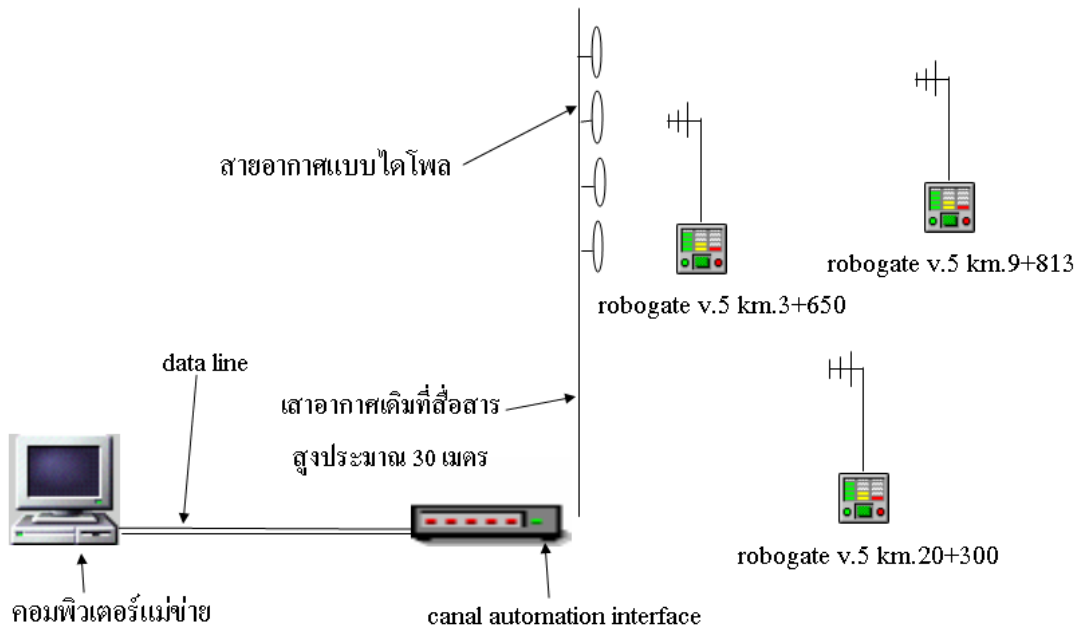 สายอากาศแบบไดโพล
robogate v.5 km.9+813
robogate v.5 km.3+650
data line
เสาอากาศเดิมที่สื่อสาร
สูงประมาณ 30 เมตร
robogate v.5 km.20+300
คอมพิวเตอร์แม่ข่าย
canal automation interface